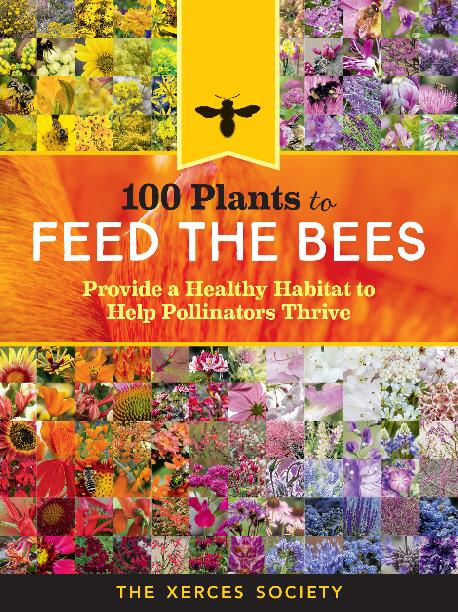 100 Plants to
FEED THE BEES
Provide a Healthy Habitat to
Help Pollinators Thrive
THE XERCES SOCIETY